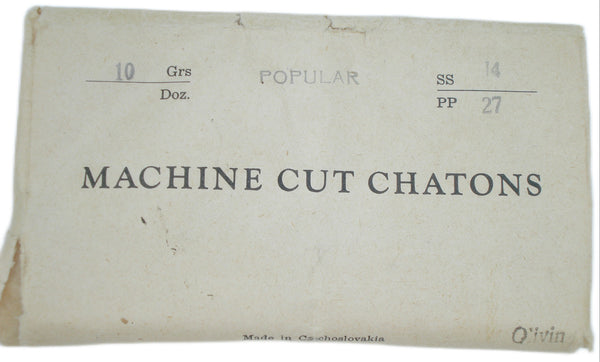 10 Grs POPULAR SS 14
Doz. PP 27
MACHINE CUT CHATONS
Made in Czechoslovakia
Olivin